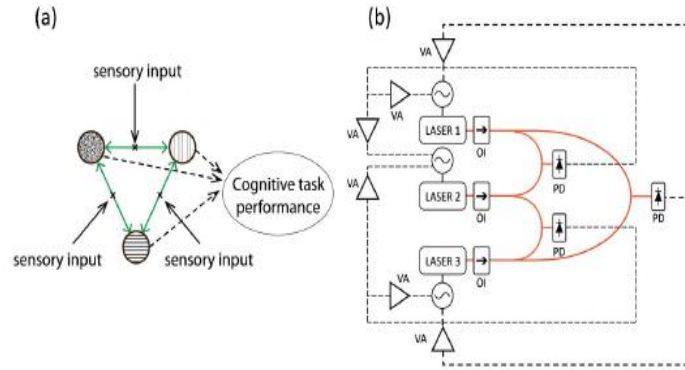 (a)
sensory input
Cognitive task
performance
sensory input
sensory input
(b)
VA
VA
VA
LASER 1
OI
PD
VA
LASER 2
OI
PD
PD
LASER 3
OI
VA
VA